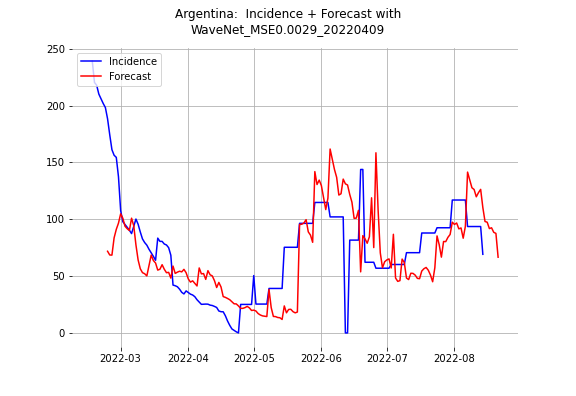 Argentina:  Incidence + Forecast with
WaveNet_MSE0.0029_20220409
Incidence
Forecast
250
200
150
100
50
0
2022-03 2022-04 2022-05 2022-06 2022-07 2022-08